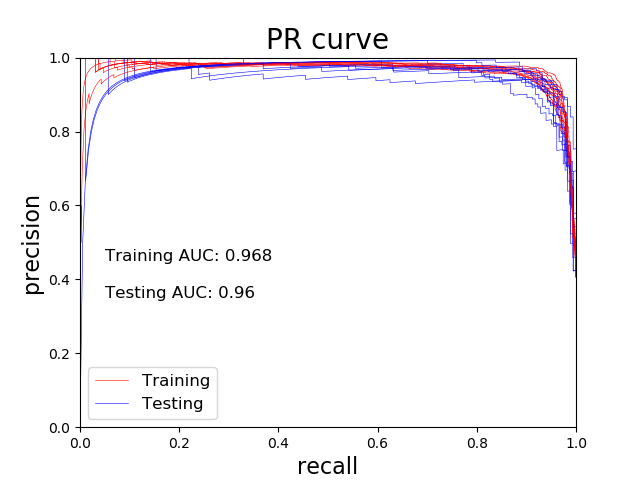 PR curve
1.0
0.8
0.6
0.4
0.2
0.0
precision
Training AUC: 0.968
Testing AUC: 0.96
Training
Testing
0.0 0.2 0.4 0.6 0.8 1.0
recall